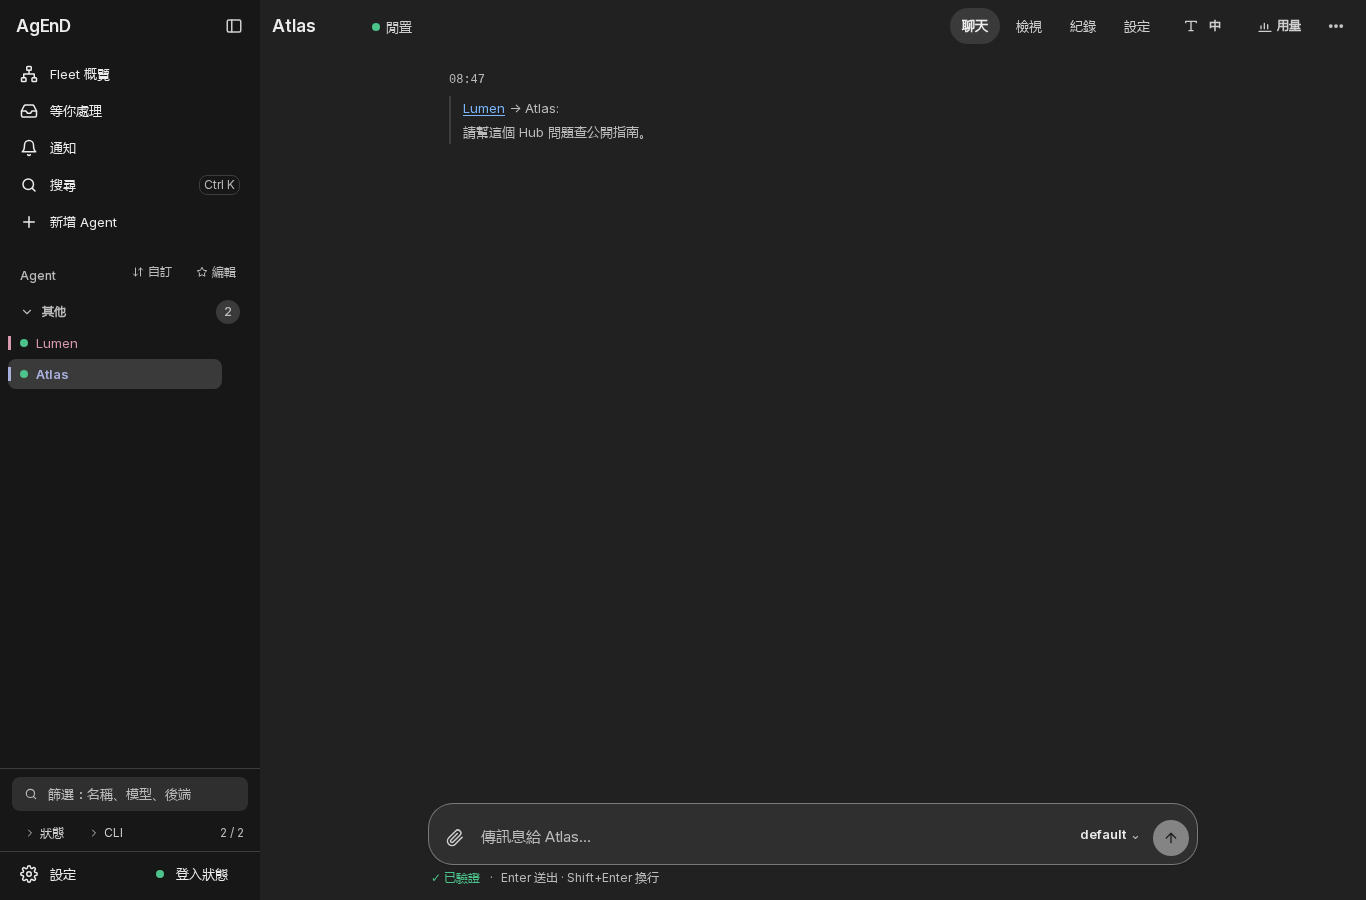 AgEnD
Fleet 概覽
等你處理
通知
搜尋 Ctrl K
新增 Agent
Agent 自訂 編輯
其他 2
Lumen
Atlas
篩選：名稱、模型、後端
狀態 CLI 2 / 2
設定 登入狀態
Atlas 閒置 聊天 檢視 紀錄 設定 中 用量
08:47
Lumen → Atlas:
請幫這個 Hub 問題查公開指南。
傳訊息給 Atlas... default
✓ 已驗證 · Enter 送出 · Shift+Enter 換行